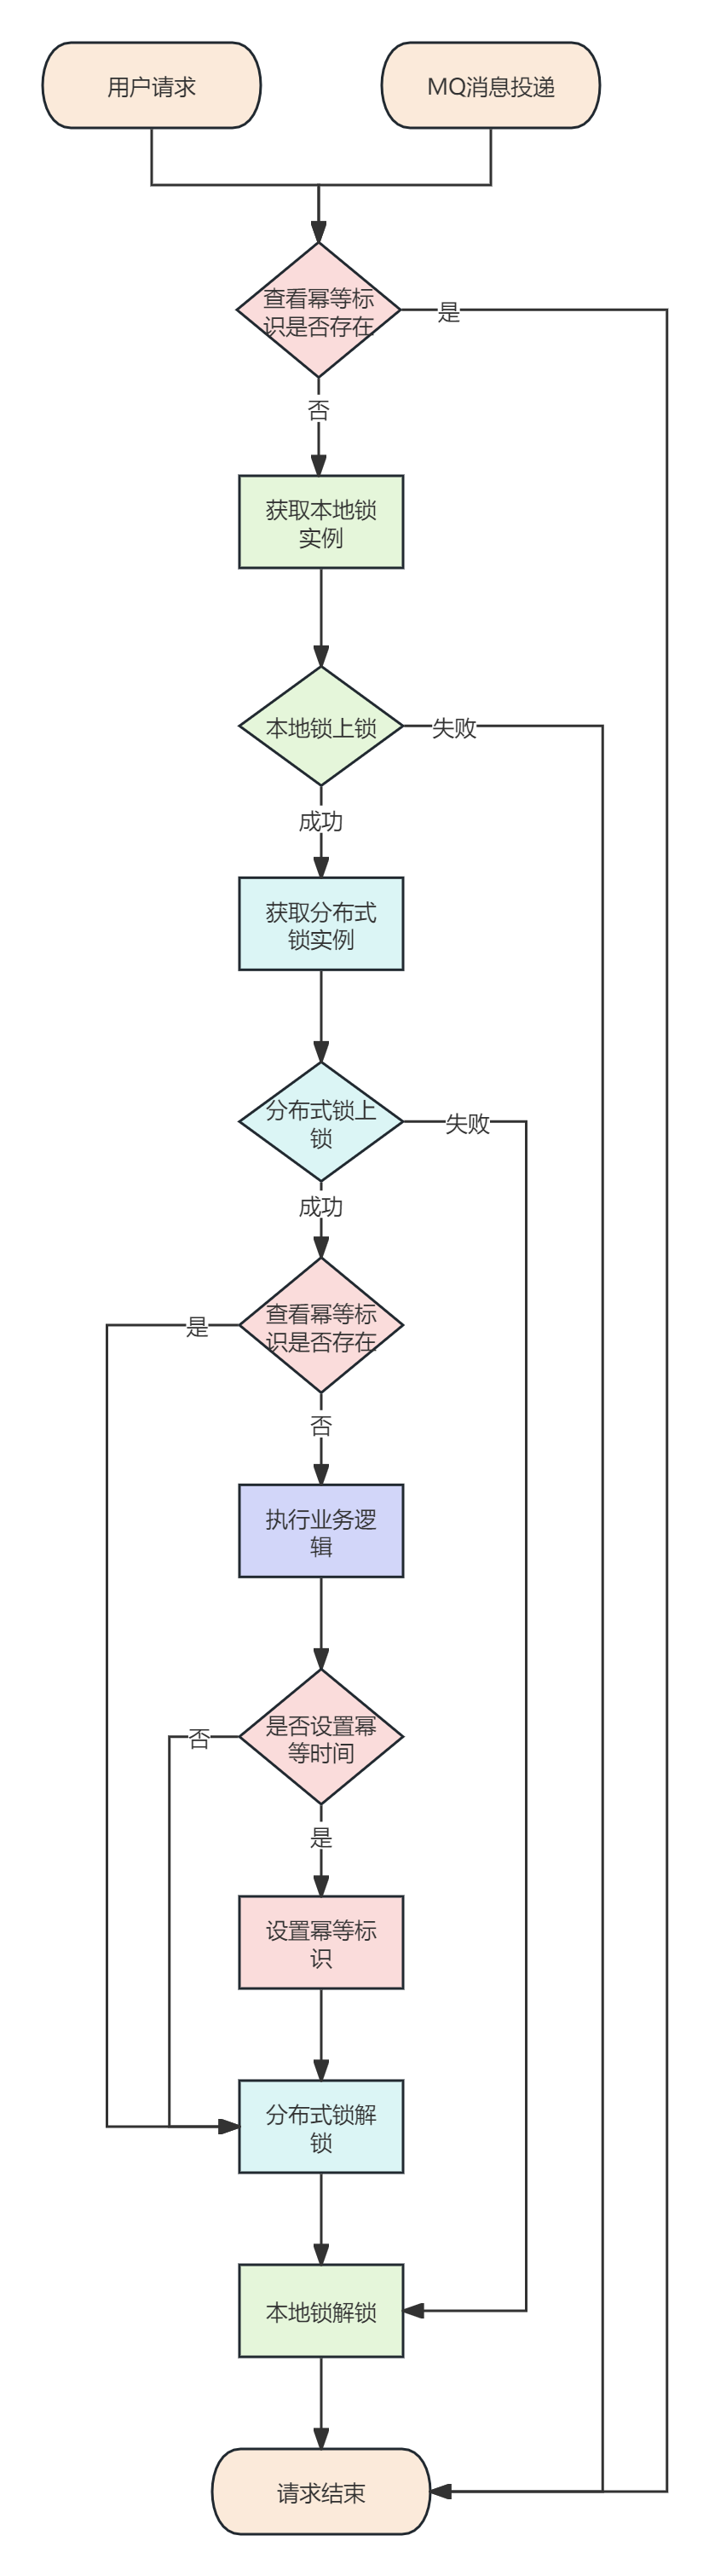 用户请求
MQ消息投递
查看幂等标
识是否存在
是
否
获取本地锁
实例
本地锁上锁
失败
成功
获取分布式
锁实例
分布式锁上
锁
失败
成功
查看幂等标
识是否存在
是
否
执行业务逻
辑
是否设置幂
等时间
否
是
设置幂等标
识
分布式锁解
锁
本地锁解锁
请求结束